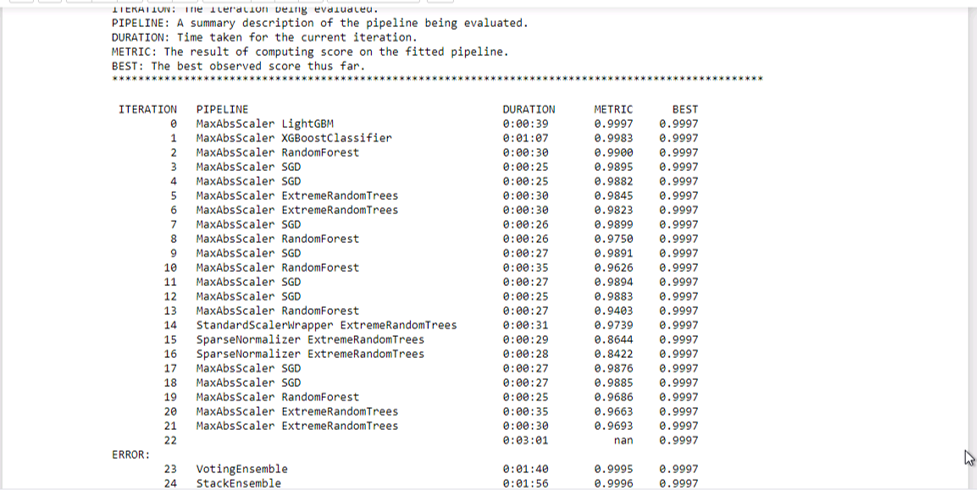 ITERATION: The iteration being evaluated.
PIPELINE: A summary description of the pipeline being evaluated.
DURATION: Time taken for the current iteration.
METRIC: The result of computing score on the fitted pipeline.
BEST: The best observed score thus far.
****************************************************************************************************
ITERATION PIPELINE DURATION METRIC BEST
0 MaxAbsScaler LightGBM 0:00:39 0.9997 0.9997
1 MaxAbsScaler XGBoostClassifier 0:01:07 0.9983 0.9997
2 MaxAbsScaler RandomForest 0:00:30 0.9900 0.9997
3 MaxAbsScaler SGD 0:00:25 0.9895 0.9997
4 MaxAbsScaler SGD 0:00:25 0.9882 0.9997
5 MaxAbsScaler ExtremeRandomTrees 0:00:30 0.9845 0.9997
6 MaxAbsScaler ExtremeRandomTrees 0:00:30 0.9823 0.9997
7 MaxAbsScaler SGD 0:00:26 0.9899 0.9997
8 MaxAbsScaler RandomForest 0:00:26 0.9750 0.9997
9 MaxAbsScaler SGD 0:00:27 0.9891 0.9997
10 MaxAbsScaler RandomForest 0:00:35 0.9626 0.9997
11 MaxAbsScaler SGD 0:00:27 0.9894 0.9997
12 MaxAbsScaler SGD 0:00:25 0.9883 0.9997
13 MaxAbsScaler RandomForest 0:00:27 0.9403 0.9997
14 StandardScalerWrapper ExtremeRandomTrees 0:00:31 0.9739 0.9997
15 SparseNormalizer ExtremeRandomTrees 0:00:29 0.8644 0.9997
16 SparseNormalizer ExtremeRandomTrees 0:00:28 0.8422 0.9997
17 MaxAbsScaler SGD 0:00:27 0.9876 0.9997
18 MaxAbsScaler SGD 0:00:27 0.9885 0.9997
19 MaxAbsScaler RandomForest 0:00:25 0.9686 0.9997
20 MaxAbsScaler ExtremeRandomTrees 0:00:35 0.9663 0.9997
21 MaxAbsScaler ExtremeRandomTrees 0:00:30 0.9693 0.9997
22 0:03:01 nan 0.9997
ERROR:
23 VotingEnsemble 0:01:40 0.9995 0.9997
24 StackEnsemble 0:01:56 0.9996 0.9997